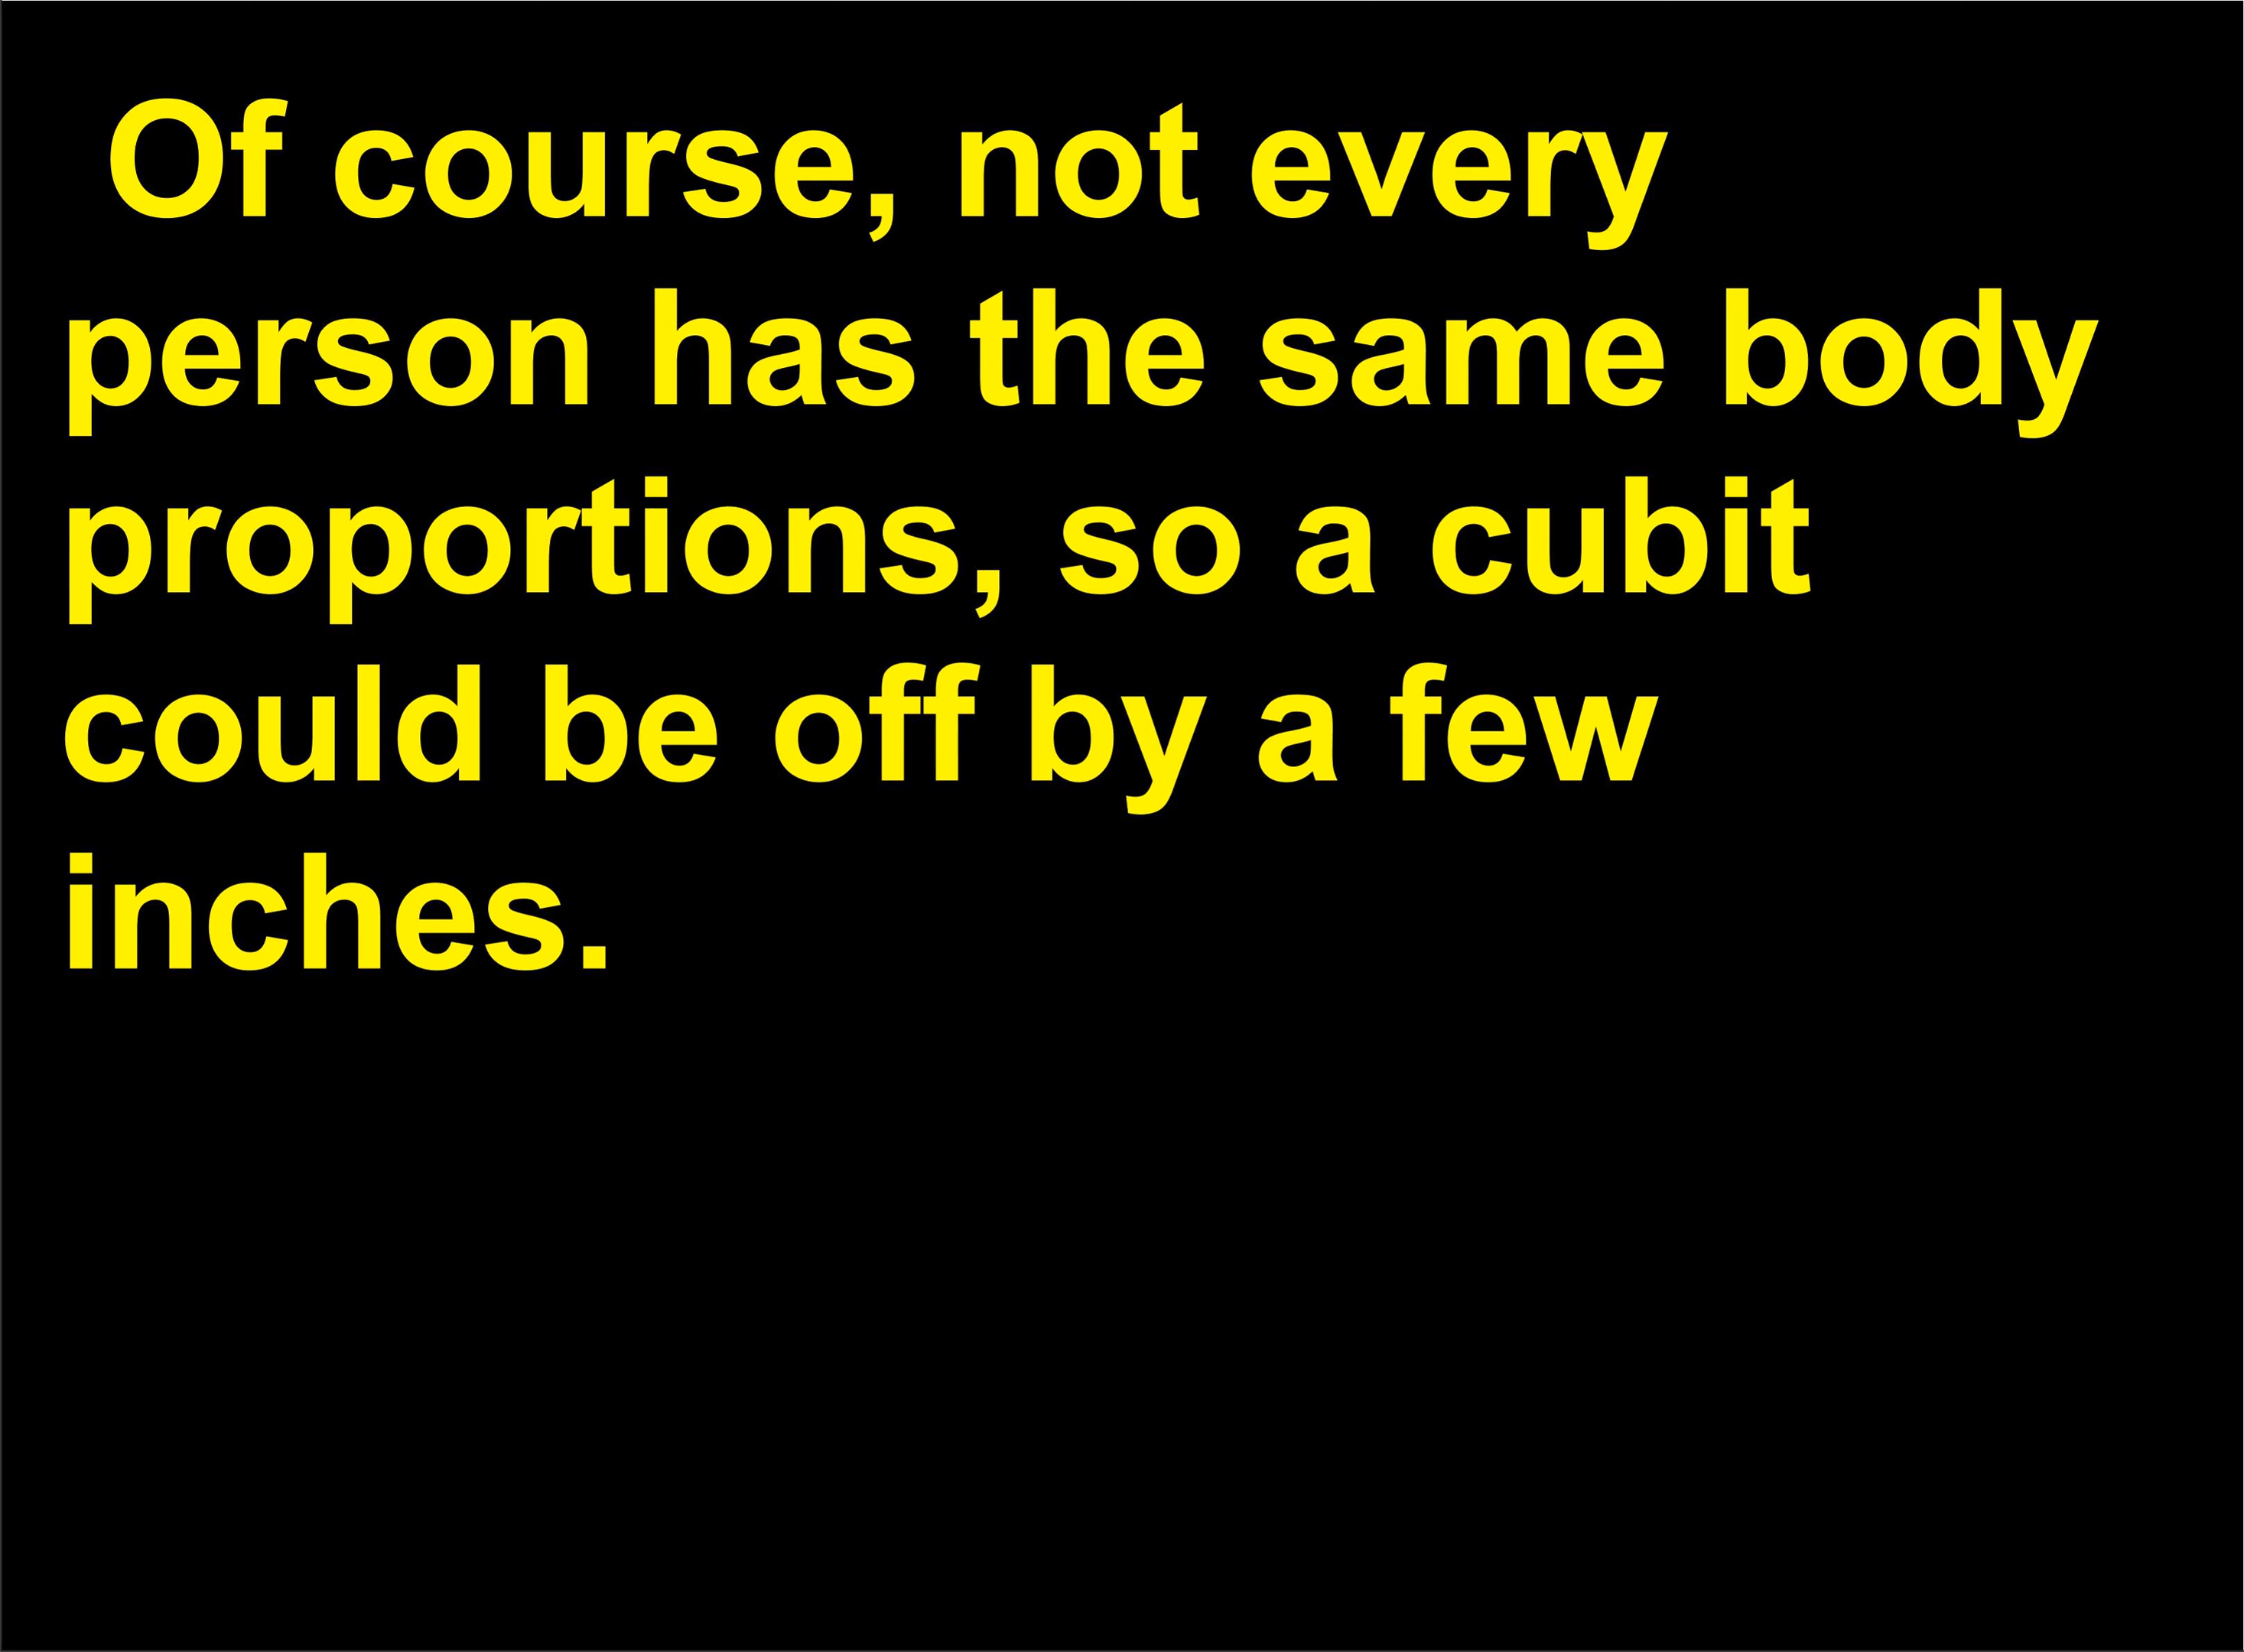 Of course, not every
person has the same body
proportions, so a cubit
could be off by a few
inches.